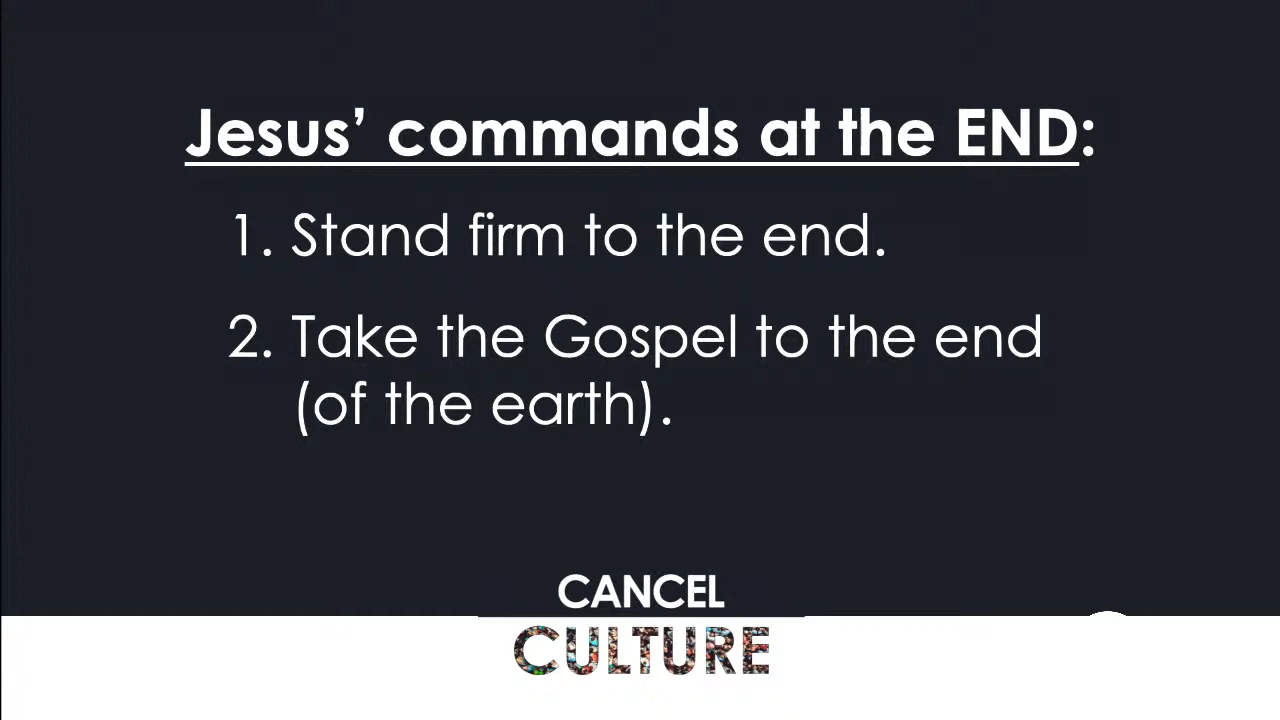 Jesus’ commands at the END:
1. Stand firm to the end.
2. Take the Gospel to the end
(of the earth).
CANCEL
CULTURE